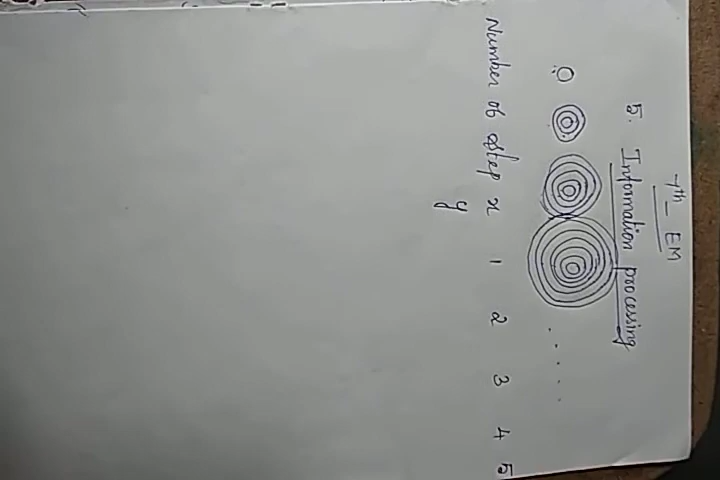 7th - EM
5. Information processing
Number of step x 1 2 3 4 5
y